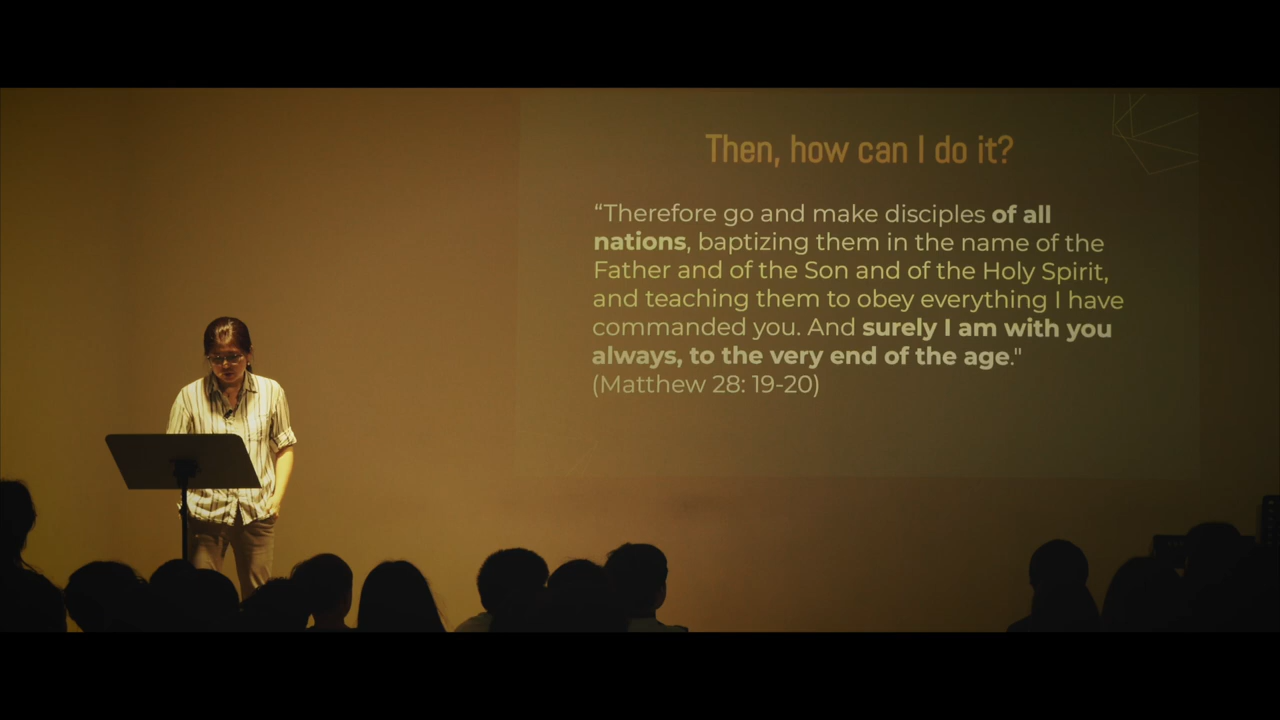 Then, how can I do it?
“Therefore go and make disciples of all
nations, baptizing them in the name of the
Father and of the Son and of the Holy Spirit,
and teaching them to obey everything I have
commanded you. And surely I am with you
always, to the very end of the age."
(Matthew 28: 19-20)